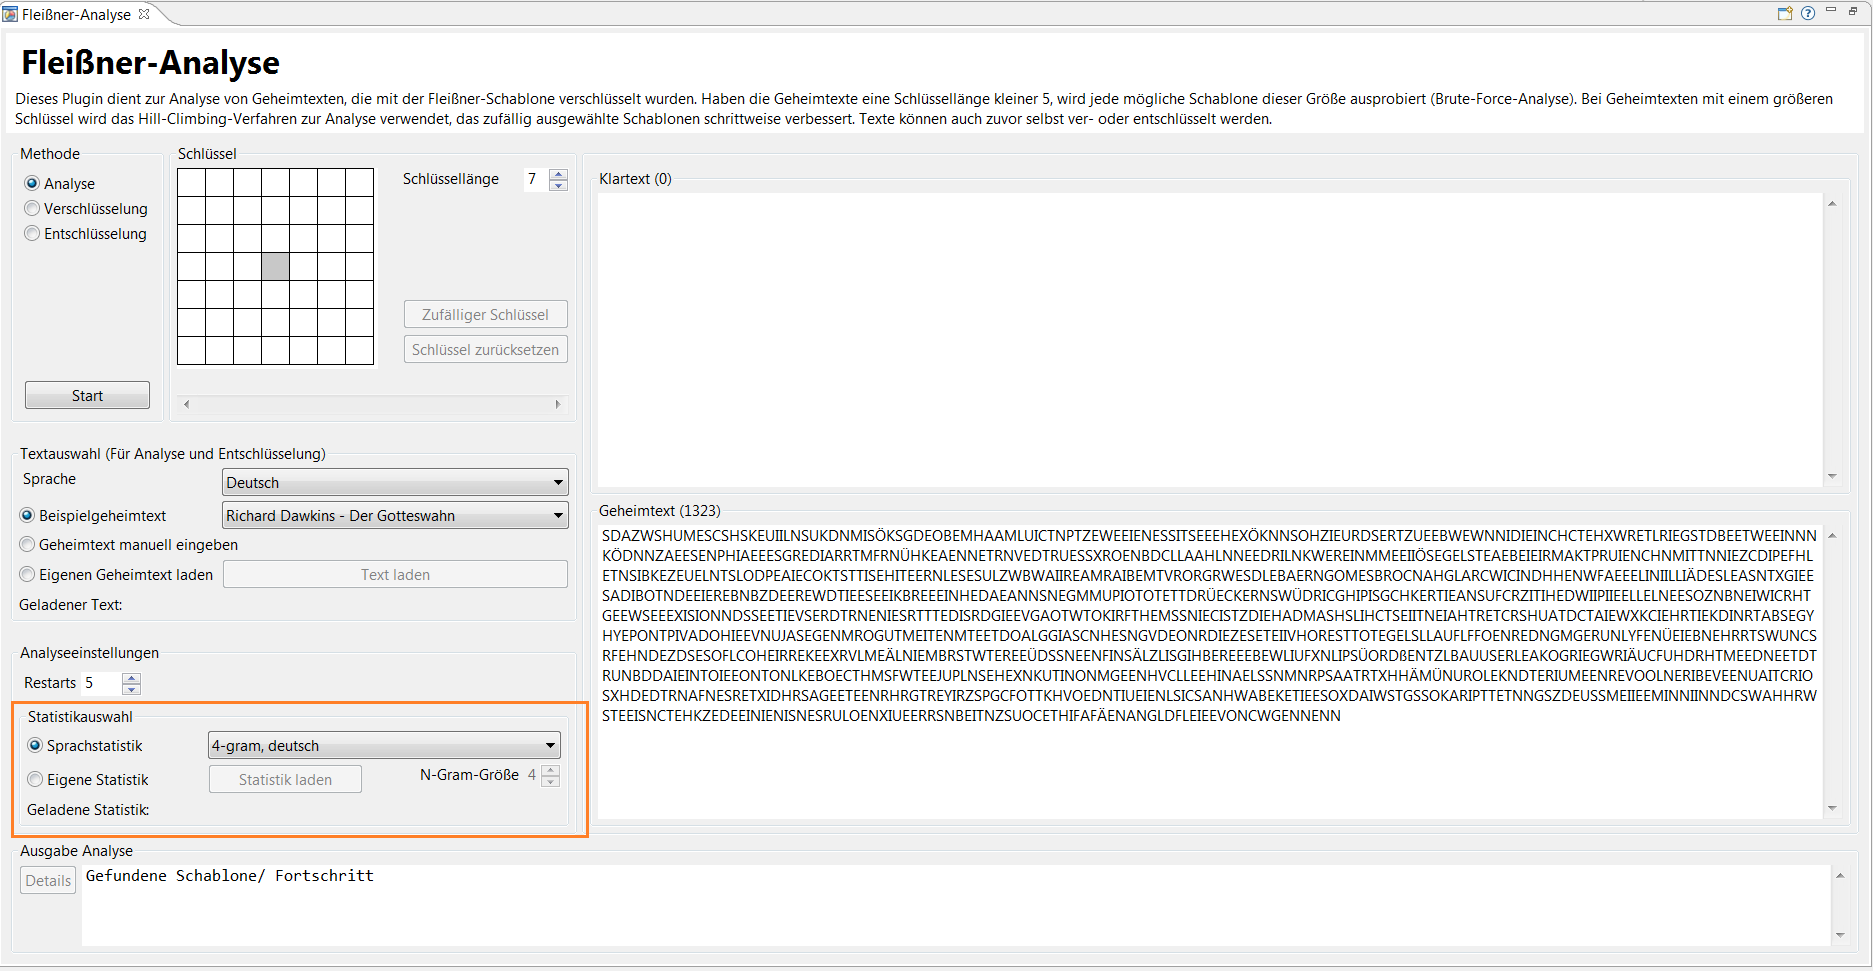 Fleißner-Analyse
Fleißner-Analyse
Dieses Plugin dient zur Analyse von Geheimtexten, die mit der Fleißner-Schablone verschlüsselt wurden. Haben die Geheimtexte eine Schlüssellänge kleiner 5, wird jede mögliche Schablone dieser Größe ausprobiert (Brute-Force-Analyse). Bei Geheimtexten mit einem größeren
Schlüssel wird das Hill-Climbing-Verfahren zur Analyse verwendet, das zufällig ausgewählte Schablonen schrittweise verbessert. Texte können auch zuvor selbst ver- oder entschlüsselt werden.
Methode
Analyse
Verschlüsselung
Entschlüsselung
Start
Schlüssel
Schlüssellänge 7
Zufälliger Schlüssel
Schlüssel zurücksetzen
Textauswahl (Für Analyse und Entschlüsselung)
Sprache Deutsch
Beispielgeheimtext Richard Dawkins - Der Gotteswahn
Geheimtext manuell eingeben
Eigenen Geheimtext laden Text laden
Geladener Text:
Analyseeinstellungen
Restarts 5
Statistikauswahl
Sprachstatistik 4-gram, deutsch
Eigene Statistik Statistik laden N-Gram-Größe 4
Geladene Statistik:
Klartext (0)
Geheimtext (1323)
SDAZWSHUMESCSHSKEUIILNSUKDNMISÖKSGDEOBEMHAAMLUICTNPTZEWEEIENESSITSEEEHEXÖKNNSOHZIEURDSERTZUEEBWEWNNIDIEINCHCTEHXWRETLRIEGSTDBEETWEEINNN
KÖDNNZAEESENPHIAEEESGREDIARRTMFRNÜHKEAENNETRNVEDTRUESSXROENBDCLLAAHLNNEEDRILNKWEREINMMEEIIÖSEGELSTEAEBEIEIRMAKTPRUIENCHNMITTNNIEZCDIPEFHL
ETNSIBKEZEUELNTSLODPEAIECOKTSTTISEHITEERNLESESULZWBWAIIREAMRAIBEMTVRORGRWESDLEBAERNGOMESBROCNAHGLARCWICINDHHENWFAEEELINIILLIÄDESLEASNTXGIEE
SADIBOTNDEEIEREBNBZDEEREWDTIEESEEIKBREEEINHEDAEANNSNEGMMUPIOTOTETTDRÜECKERNSWÜDRICGHIPISGCHKERTIEANSUFCRZITIHEDWIIPIIEELLELNEESOZNBNEIWICRHT
GEEWSEEEXISIONNDSSEETIEVSERDTRNENIESRTTTEDISRDGIEEVGAOTWTOKIRFTHEMSSNIECISTZDIEHADMASHSLIHCTSEIITNEIAHTRETCRSHUATDCTAIEWXKCIEHRTIEKDINRTABSEGY
HYEPONTPIVADOHIEEVNUJASEGENMROGUTMEITENMTEETDOALGGIASCNHESNGVDEONRDIEZESETEIIVHORESTTOTEGELSLLAUFLFFOENREDNGMGERUNLYFENÜEIEBNEHRRTSWUNCS
RFEHNDEZDSESOFLCOHEIRREKEEXRVLMEÄLNIEMBRSTWTEREEÜDSSNEENFINSÄLZLISGIHBEREEEBEWLIUFXNLIPSÜORDßENTZLBAUUSERLEAKOGRIEGWRIÄUCFUHDRHTMEEDNEETDT
RUNBDDAIEINTOIEEONTONLKEBOECTHMSFWTEEJUPLNSEHEXNKUTINONMGEENHVCLLEEHINAELSSNMNRPSAATRTXHHÄMÜNUROLEKNDTERIUMEENREVOOLNERIBEVEENUAITCRIO
SXHDEDTRNAFNESRETXIDHRSAGEETEENRHRGTREYIRZSPGCFOTTKHVOEDNTIUEIENLSICSANHWABEKETIEESOXDAIWSTGSSOKARIPTTETNNGSZDEUSSMEIIEEMINNIINNDCSWAHHRW
STEEISNCTEHKZEDEEINIENISNESRULOENXIUEERRSNBEITNZSUOCETHIFAFÄENANGLDFLEIEEVONCWGENNENN
Ausgabe Analyse
Details
Gefundene Schablone/ Fortschritt